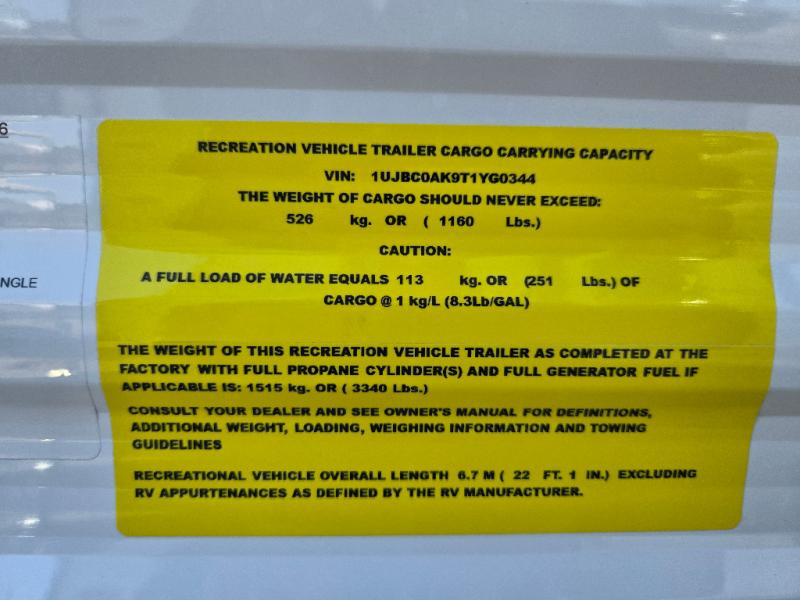 6
NGLE
RECREATION VEHICLE TRAILER CARGO CARRYING CAPACITY
VIN: 1UJBC0AK9T1YG0344
THE WEIGHT OF CARGO SHOULD NEVER EXCEED:
526 kg. OR ( 1160 Lbs.)
CAUTION:
A FULL LOAD OF WATER EQUALS 113 kg. OR (251 Lbs.) OF
CARGO @ 1 kg/L (8.3Lb/GAL)
THE WEIGHT OF THIS RECREATION VEHICLE TRAILER AS COMPLETED AT THE
FACTORY WITH FULL PROPANE CYLINDER(S) AND FULL GENERATOR FUEL IF
APPLICABLE IS: 1515 kg. OR ( 3340 Lbs.)
CONSULT YOUR DEALER AND SEE OWNER'S MANUAL FOR DEFINITIONS,
ADDITIONAL WEIGHT, LOADING, WEIGHING INFORMATION AND TOWING
GUIDELINES
RECREATIONAL VEHICLE OVERALL LENGTH 6.7 M ( 22 FT. 1 IN.) EXCLUDING
RV APPURTENANCES AS DEFINED BY THE RV MANUFACTURER.